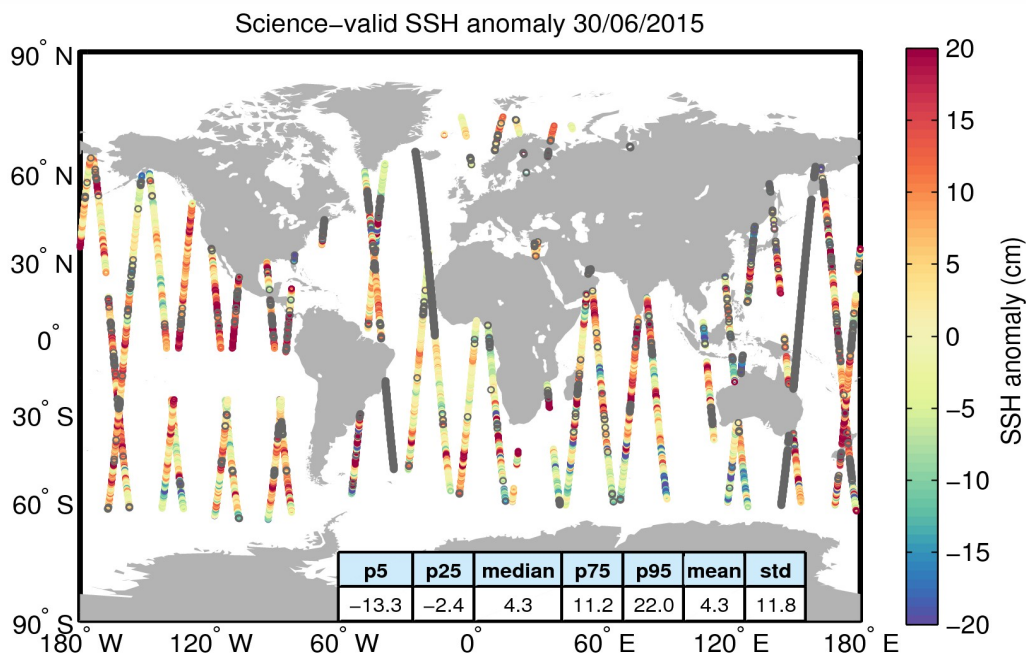 Science−valid SSH anomaly 30/06/2015
90° N
60° N
30° N
0°
30° S
60° S
90° S
180° W
120° W
60° W
0°
60° E
120° E
180° E
p5 p25 median p75 p95 mean std
−13.3 −2.4 4.3 11.2 22.0 4.3 11.8
20
15
10
5
0
−5
−10
−15
−20
SSH anomaly (cm)